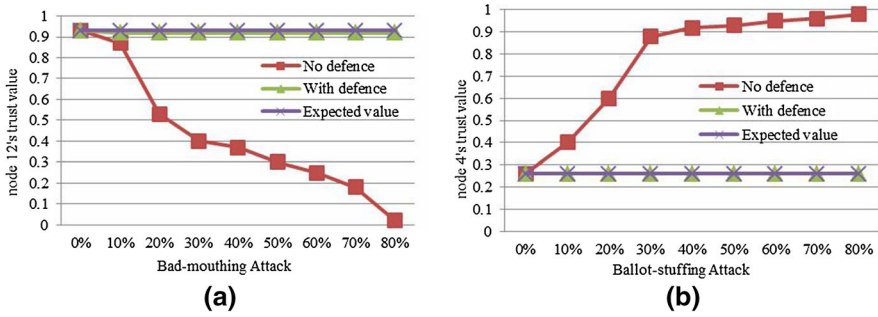 1
0.9
0.8
0.7
0.6
0.5
0.4
0.3
0.2
0.1
0
node 12's trust value
No defence
With defence
Expected value
0% 10% 20% 30% 40% 50% 60% 70% 80%
Bad-mouthing Attack
(a)
1
0.9
0.8
0.7
0.6
0.5
0.4
0.3
0.2
0.1
0
node 4's trust value
No defence
With defence
Expected value
0% 10% 20% 30% 40% 50% 60% 70% 80%
Ballot-stuffing Attack
(b)